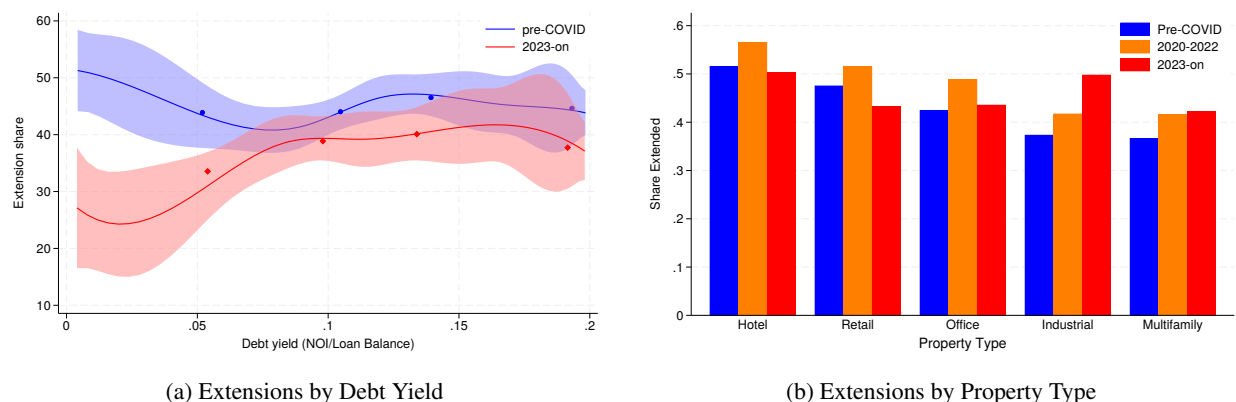 60
50
40
30
20
10
Extension share
pre-COVID
2023-on
0 .05 .1 .15 .2
Debt yield (NOI/Loan Balance)
(a) Extensions by Debt Yield
.6
.5
.4
.3
.2
.1
0
Share Extended
Pre-COVID
2020-2022
2023-on
Hotel Retail Office Industrial Multifamily
Property Type
(b) Extensions by Property Type